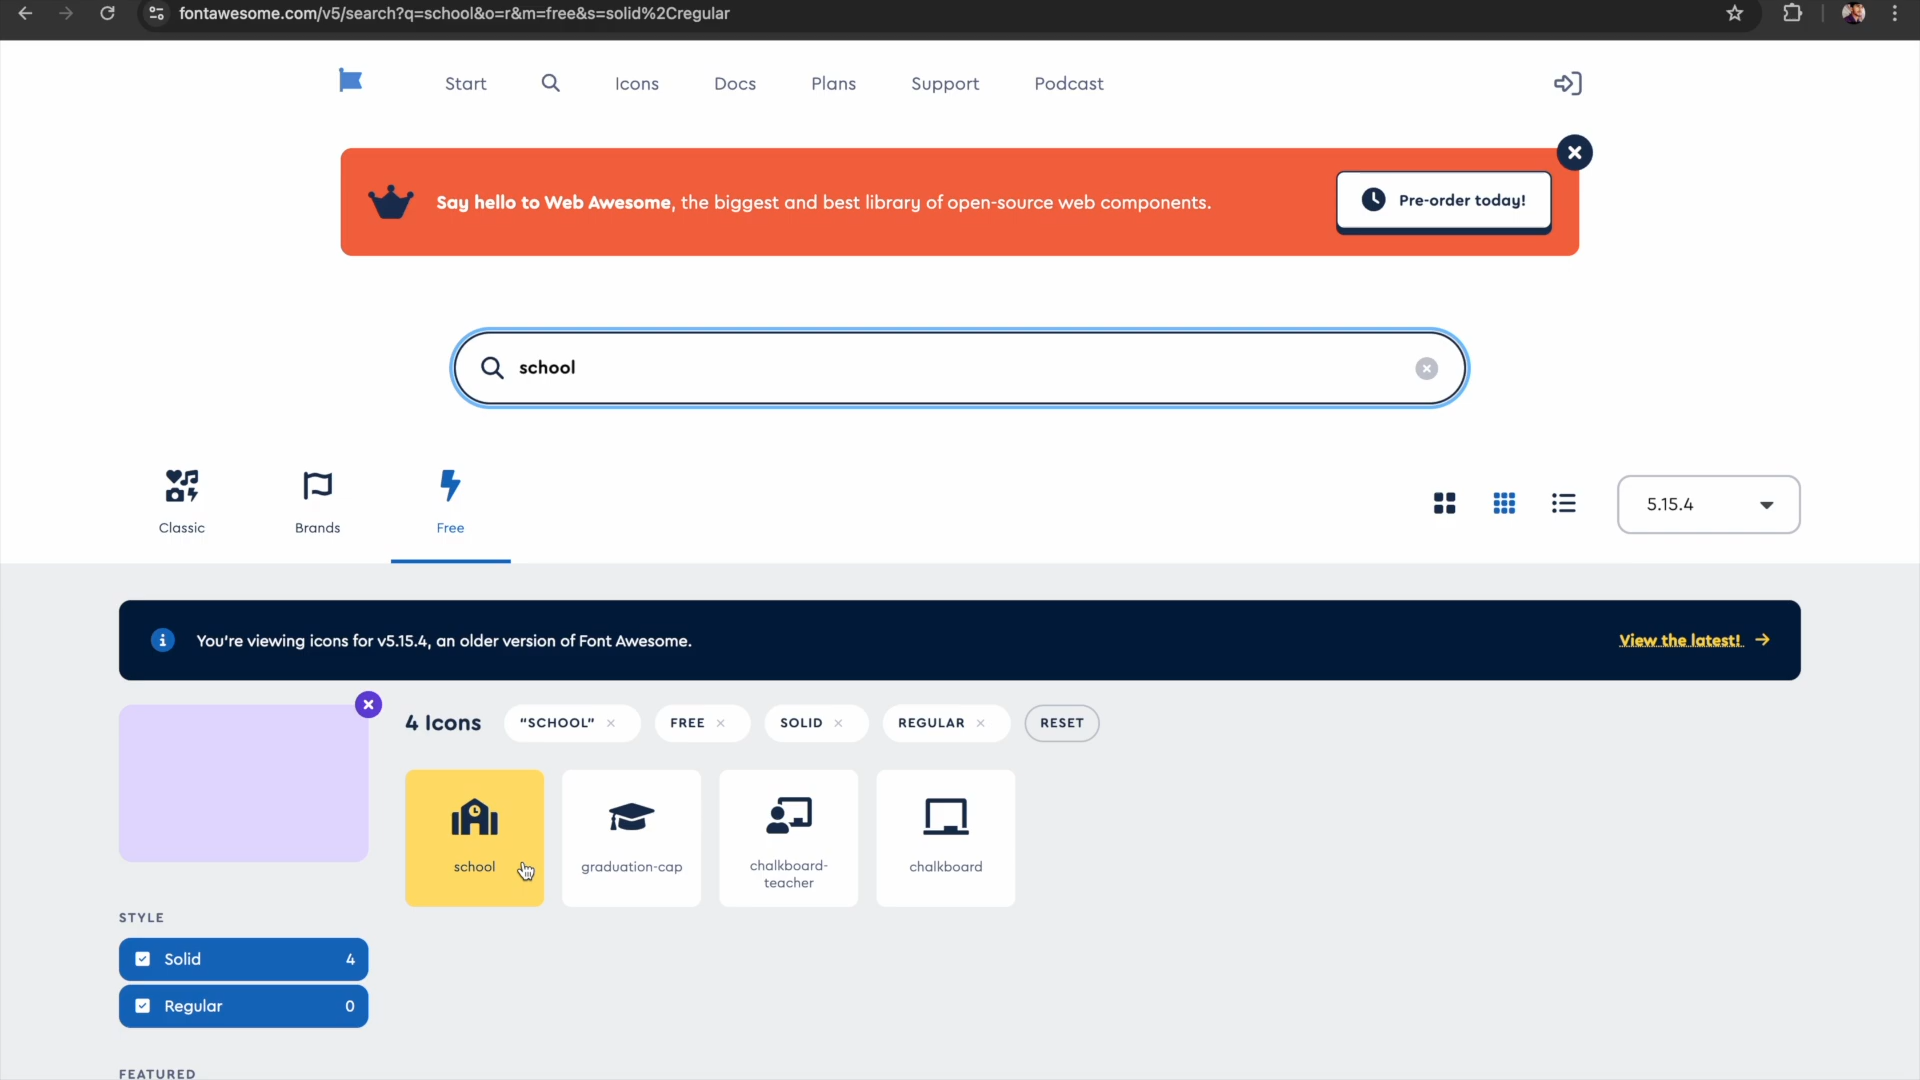 fontawesome.com/v5/search?q=school&o=r&m=free&s=solid%2Cregular
Start
Icons
Docs
Plans
Support
Podcast
Say hello to Web Awesome, the biggest and best library of open-source web components.
Pre-order today!
school
Classic
Brands
Free
5.15.4
You're viewing icons for v5.15.4, an older version of Font Awesome.
View the latest!
4 Icons
"SCHOOL"
FREE
SOLID
REGULAR
RESET
school
graduation-cap
chalkboard-
teacher
chalkboard
STYLE
Solid 4
Regular 0
FEATURED